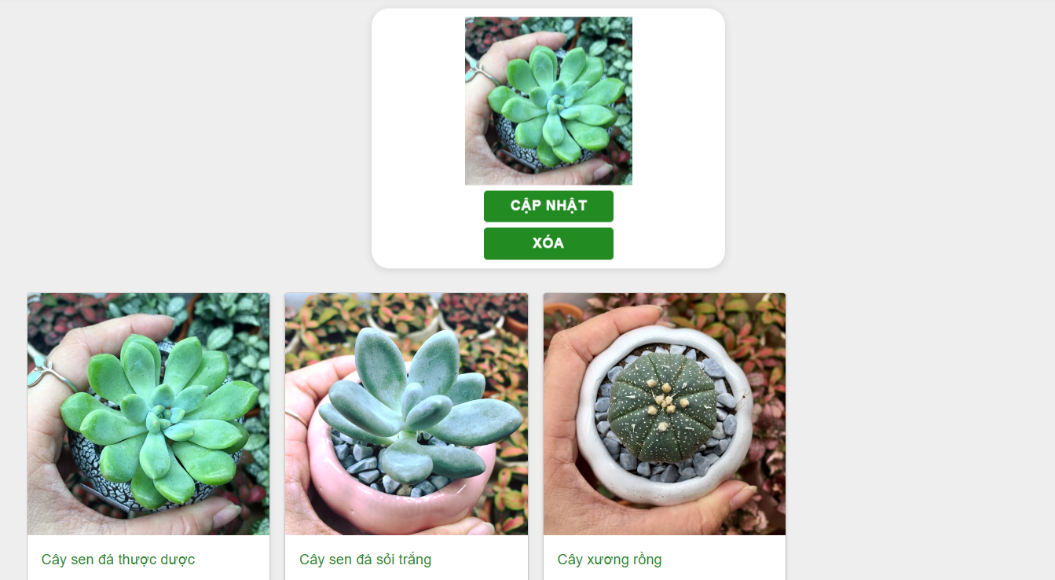 CẬP NHẬT
XÓA
Cây sen đá thược dược
Cây sen đá sỏi trắng
Cây xương rồng